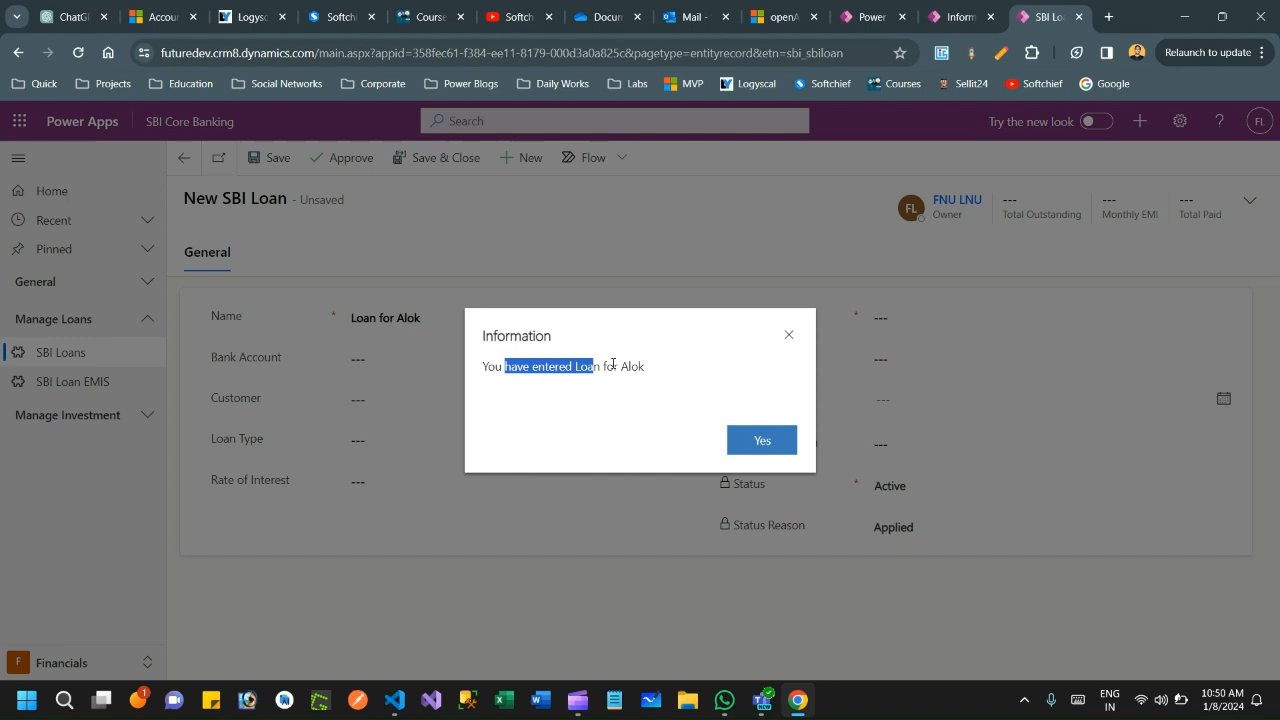 ChatGI
Accour
Logysc
Softchi
Course
Softch
Docum
Mail -
openA
Power
Inform
SBI Lo
futuredev.crm8.dynamics.com/main.aspx?appid=358fec61-f384-ee11-8179-000d3a0a825c&pagetype=entityrecord&etn=sbi_sbiloan
Relaunch to update
Quick
Projects
Education
Social Networks
Corporate
Power Blogs
Daily Works
Labs
MVP
Logyscal
Softchief
Courses
Sellit24
Softchief
Google
Power Apps
SBI Core Banking
Search
Try the new look
FL
Save
Approve
Save & Close
New
Flow
Home
Recent
Pinned
General
Manage Loans
SBI Loans
SBI Loan EMIS
Manage Investment
F Financials
New SBI Loan - Unsaved
FL
FNU LNU
Owner
---
Total Outstanding
---
Monthly EMI
---
Total Paid
General
Name * Loan for Alok
Bank Account ---
Customer ---
Loan Type ---
Rate of Interest ---
* ---
---
---
---
Status * Active
Status Reason Applied
Information
You have entered Loan for Alok
Yes
1
ENG
IN
10:50 AM
1/8/2024